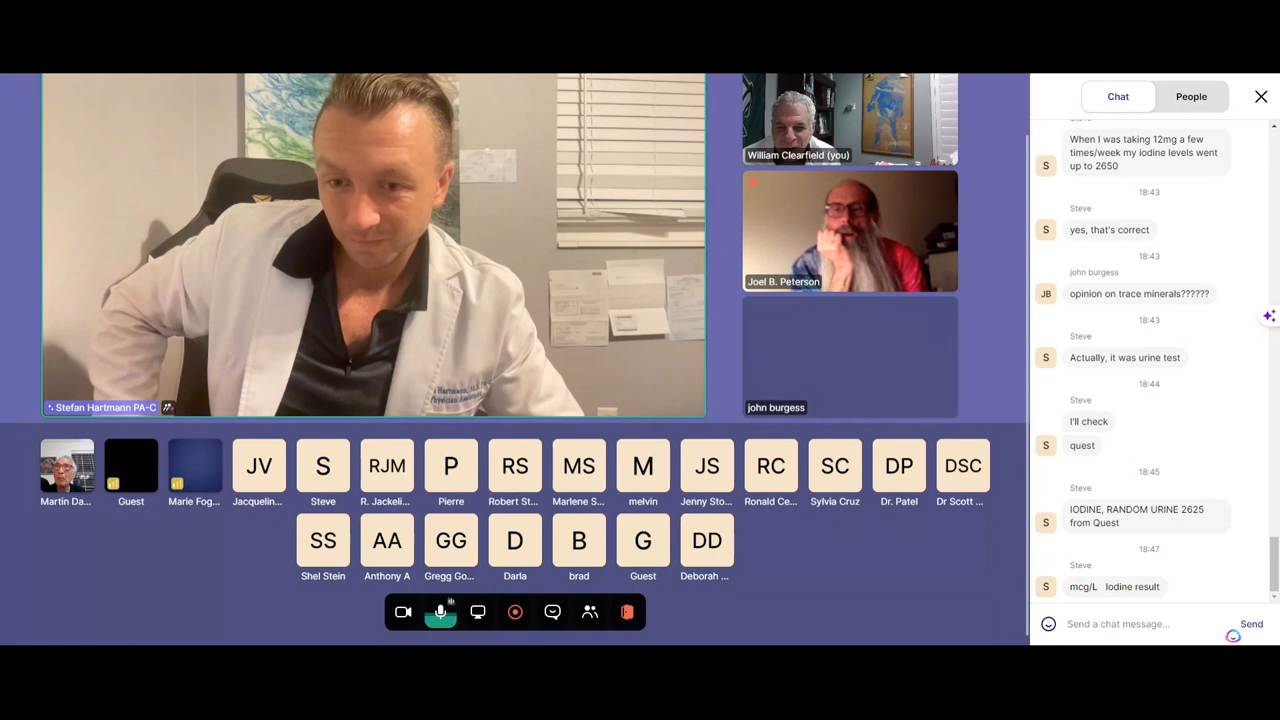 William Clearfield (you)
Joel B. Peterson
Stefan Hartmann PA-C
john burgess
Hartmann,
Physician
JV
S
RJM
P
RS
MS
M
JS
RC
SC
DP
DSC
Martin Da...
Guest
Marie Fog...
Jacquelin...
Steve
R. Jackeli...
Pierre
Robert St...
Marlene S...
melvin
Jenny Sto...
Ronald Ce...
Sylvia Cruz
Dr. Patel
Dr Scott ...
SS
AA
GG
D
B
G
DD
Shel Stein
Anthony A
Gregg Go...
Darla
brad
Guest
Deborah ...
Chat
People
When I was taking 12mg a few
times/week my iodine levels went
up to 2650
S
18:43
Steve
yes, that's correct
S
18:43
john burgess
opinion on trace minerals??????
JB
18:43
Steve
Actually, it was urine test
S
18:44
Steve
I'll check
quest
S
18:45
Steve
IODINE, RANDOM URINE 2625
from Quest
S
18:47
Steve
mcg/L Iodine result
S
Send a chat message...
Send